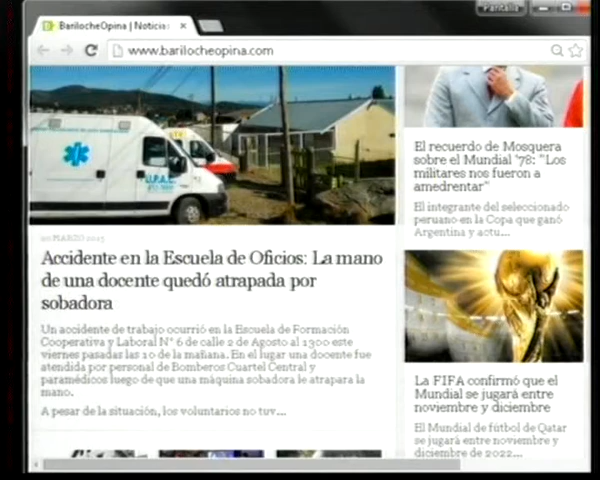 Pantalla
BarilocheOpina | Noticias
www.barilocheopina.com
U.P.A.E.
20 MARZO 2015
Accidente en la Escuela de Oficios: La mano
de una docente quedó atrapada por
sobadora
Un accidente de trabajo ocurrió en la Escuela de Formación
Cooperativa y Laboral N° 6 de calle 2 de Agosto al 1300 este
viernes pasadas las 10 de la mañana. En el lugar una docente fue
atendida por personal de Bomberos Cuartel Central y
paramédicos luego de que una máquina sobadora le atrapara la
mano.
A pesar de la situación, los voluntarios no tuv...
El recuerdo de Mosquera
sobre el Mundial '78: "Los
militares nos fueron a
amedrentar"
El integrante del seleccionado
peruano en la Copa que ganó
Argentina y actu...
La FIFA confirmó que el
Mundial se jugará entre
noviembre y diciembre
El Mundial de fútbol de Qatar
se jugará entre noviembre y
diciembre de 2022...